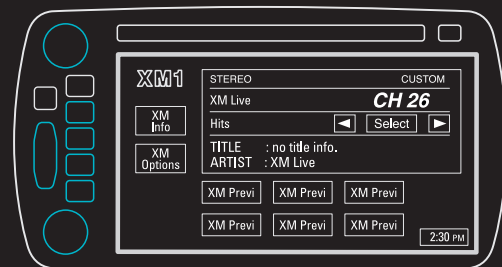 XM1
STEREO CUSTOM
XM Live CH 26
Hits ◄ Select ►
TITLE : no title info.
ARTIST : XM Live
XM
Info
XM
Options
XM Previ XM Previ XM Previ
XM Previ XM Previ XM Previ
2:30 PM